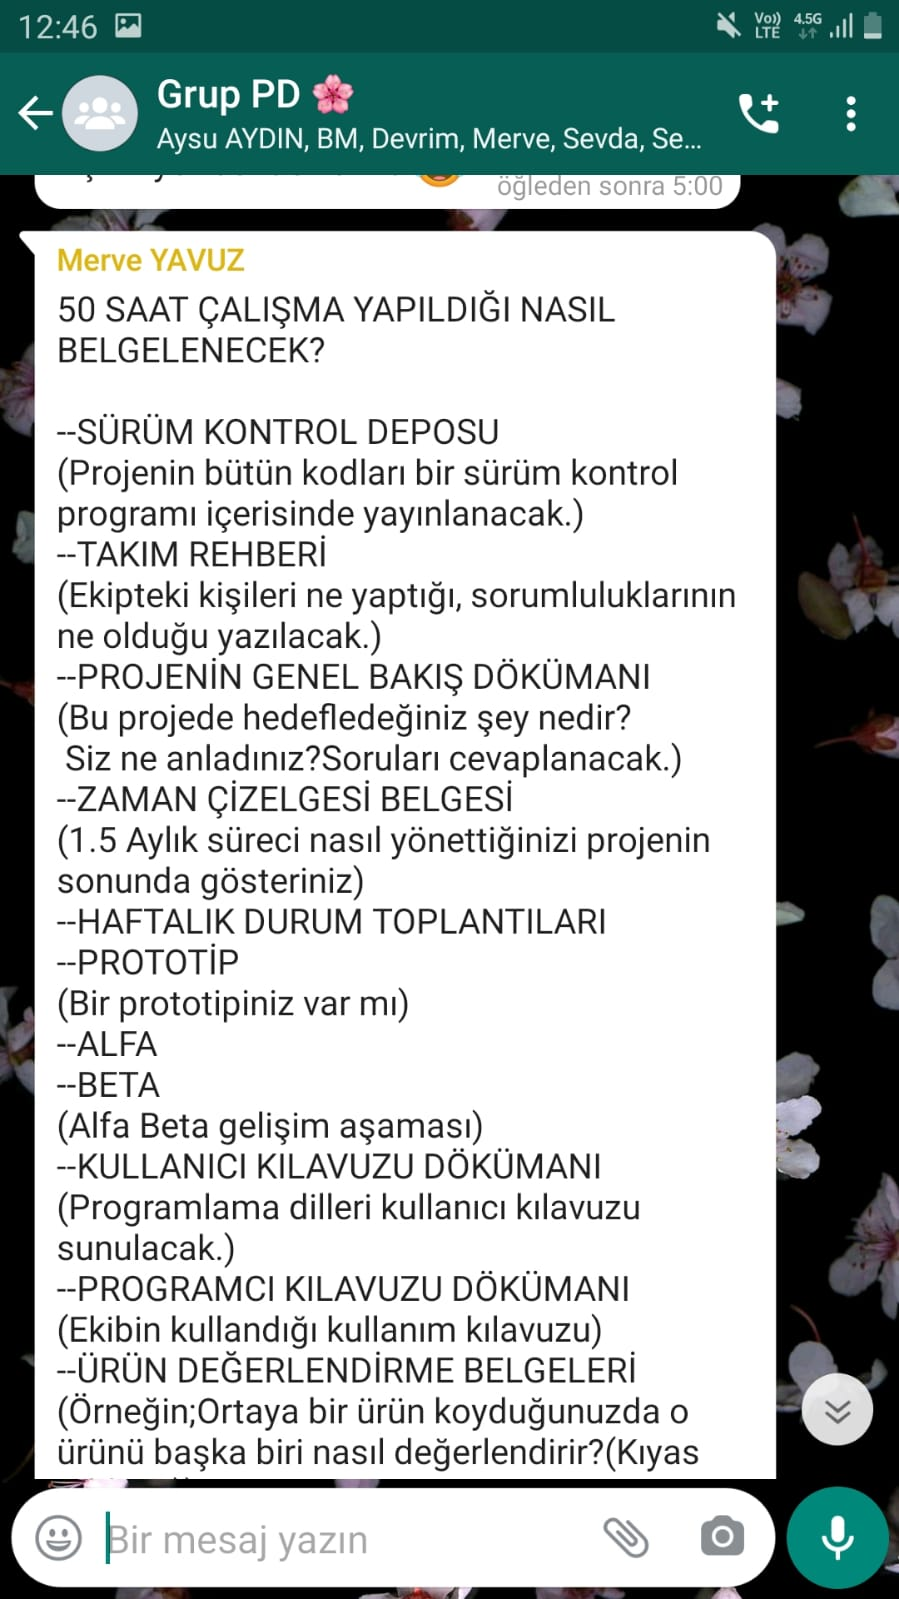 12:46
Vo)) LTE 4.5G
Grup PD 🌸
Aysu AYDIN, BM, Devrim, Merve, Sevda, Se...
öğleden sonra 5:00
Merve YAVUZ
50 SAAT ÇALIŞMA YAPILDIĞI NASIL
BELGELENECEK?
--SÜRÜM KONTROL DEPOSU
(Projenin bütün kodları bir sürüm kontrol
programı içerisinde yayınlanacak.)
--TAKIM REHBERİ
(Ekipteki kişileri ne yaptığı, sorumluluklarının
ne olduğu yazılacak.)
--PROJENİN GENEL BAKIŞ DÖKÜMANI
(Bu projede hedefledeğiniz şey nedir?
Siz ne anladınız?Soruları cevaplanacak.)
--ZAMAN ÇİZELGESİ BELGESİ
(1.5 Aylık süreci nasıl yönettiğinizi projenin
sonunda gösteriniz)
--HAFTALIK DURUM TOPLANTILARI
--PROTOTİP
(Bir prototipiniz var mı)
--ALFA
--BETA
(Alfa Beta gelişim aşaması)
--KULLANICI KILAVUZU DÖKÜMANI
(Programlama dilleri kullanıcı kılavuzu
sunulacak.)
--PROGRAMCI KILAVUZU DÖKÜMANI
(Ekibin kullandığı kullanım kılavuzu)
--ÜRÜN DEĞERLENDİRME BELGELERİ
(Örneğin;Ortaya bir ürün koyduğunuzda o
ürünü başka biri nasıl değerlendirir?(Kıyas
Bir mesaj yazın